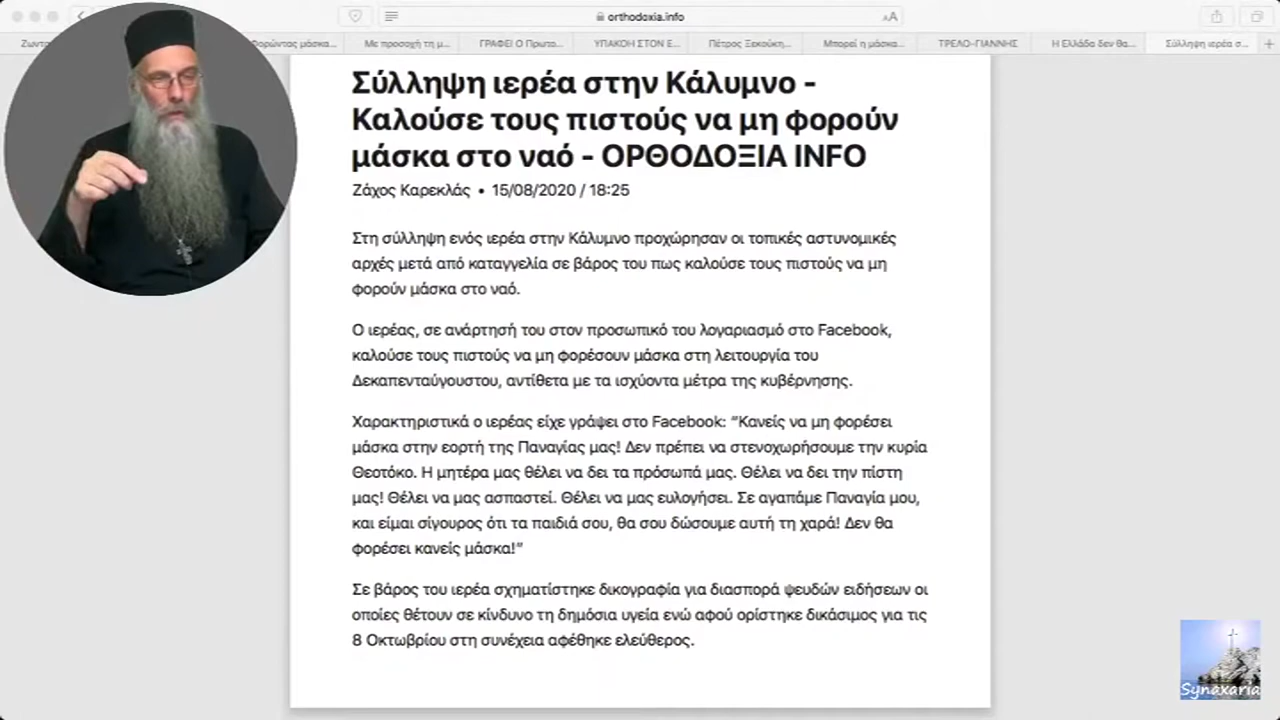 orthodoxia.info
Ζωντα
Φορώντας μάσκα...
Με προσοχή τη μ...
ΓΡΑΦΕΙ Ο Πρωτο...
ΥΠΑΚΟΗ ΣΤΟΝ Ε...
Πέτρος Ξεκούκη...
Μπορεί η μάσκα...
ΤΡΕΛΟ-ΓΙΑΝΝΗΣ
Η Ελλάδα δεν θα...
Σύλληψη ιερέα σ...
Σύλληψη ιερέα στην Κάλυμνο -
Καλούσε τους πιστούς να μη φορούν
μάσκα στο ναό - ΟΡΘΟΔΟΞΙΑ INFO
Ζάχος Καρεκλάς • 15/08/2020 / 18:25
Στη σύλληψη ενός ιερέα στην Κάλυμνο προχώρησαν οι τοπικές αστυνομικές
αρχές μετά από καταγγελία σε βάρος του πως καλούσε τους πιστούς να μη
φορούν μάσκα στο ναό.
Ο ιερέας, σε ανάρτησή του στον προσωπικό του λογαριασμό στο Facebook,
καλούσε τους πιστούς να μη φορέσουν μάσκα στη λειτουργία του
Δεκαπενταύγουστου, αντίθετα με τα ισχύοντα μέτρα της κυβέρνησης.
Χαρακτηριστικά ο ιερέας είχε γράψει στο Facebook: “Κανείς να μη φορέσει
μάσκα στην εορτή της Παναγίας μας! Δεν πρέπει να στενοχωρήσουμε την κυρία
Θεοτόκο. Η μητέρα μας θέλει να δει τα πρόσωπά μας. Θέλει να δει την πίστη
μας! Θέλει να μας ασπαστεί. Θέλει να μας ευλογήσει. Σε αγαπάμε Παναγία μου,
και είμαι σίγουρος ότι τα παιδιά σου, θα σου δώσουμε αυτή τη χαρά! Δεν θα
φορέσει κανείς μάσκα!”
Σε βάρος του ιερέα σχηματίστηκε δικογραφία για διασπορά ψευδών ειδήσεων οι
οποίες θέτουν σε κίνδυνο τη δημόσια υγεία ενώ αφού ορίστηκε δικάσιμος για τις
8 Οκτωβρίου στη συνέχεια αφέθηκε ελεύθερος.
Synaxaria